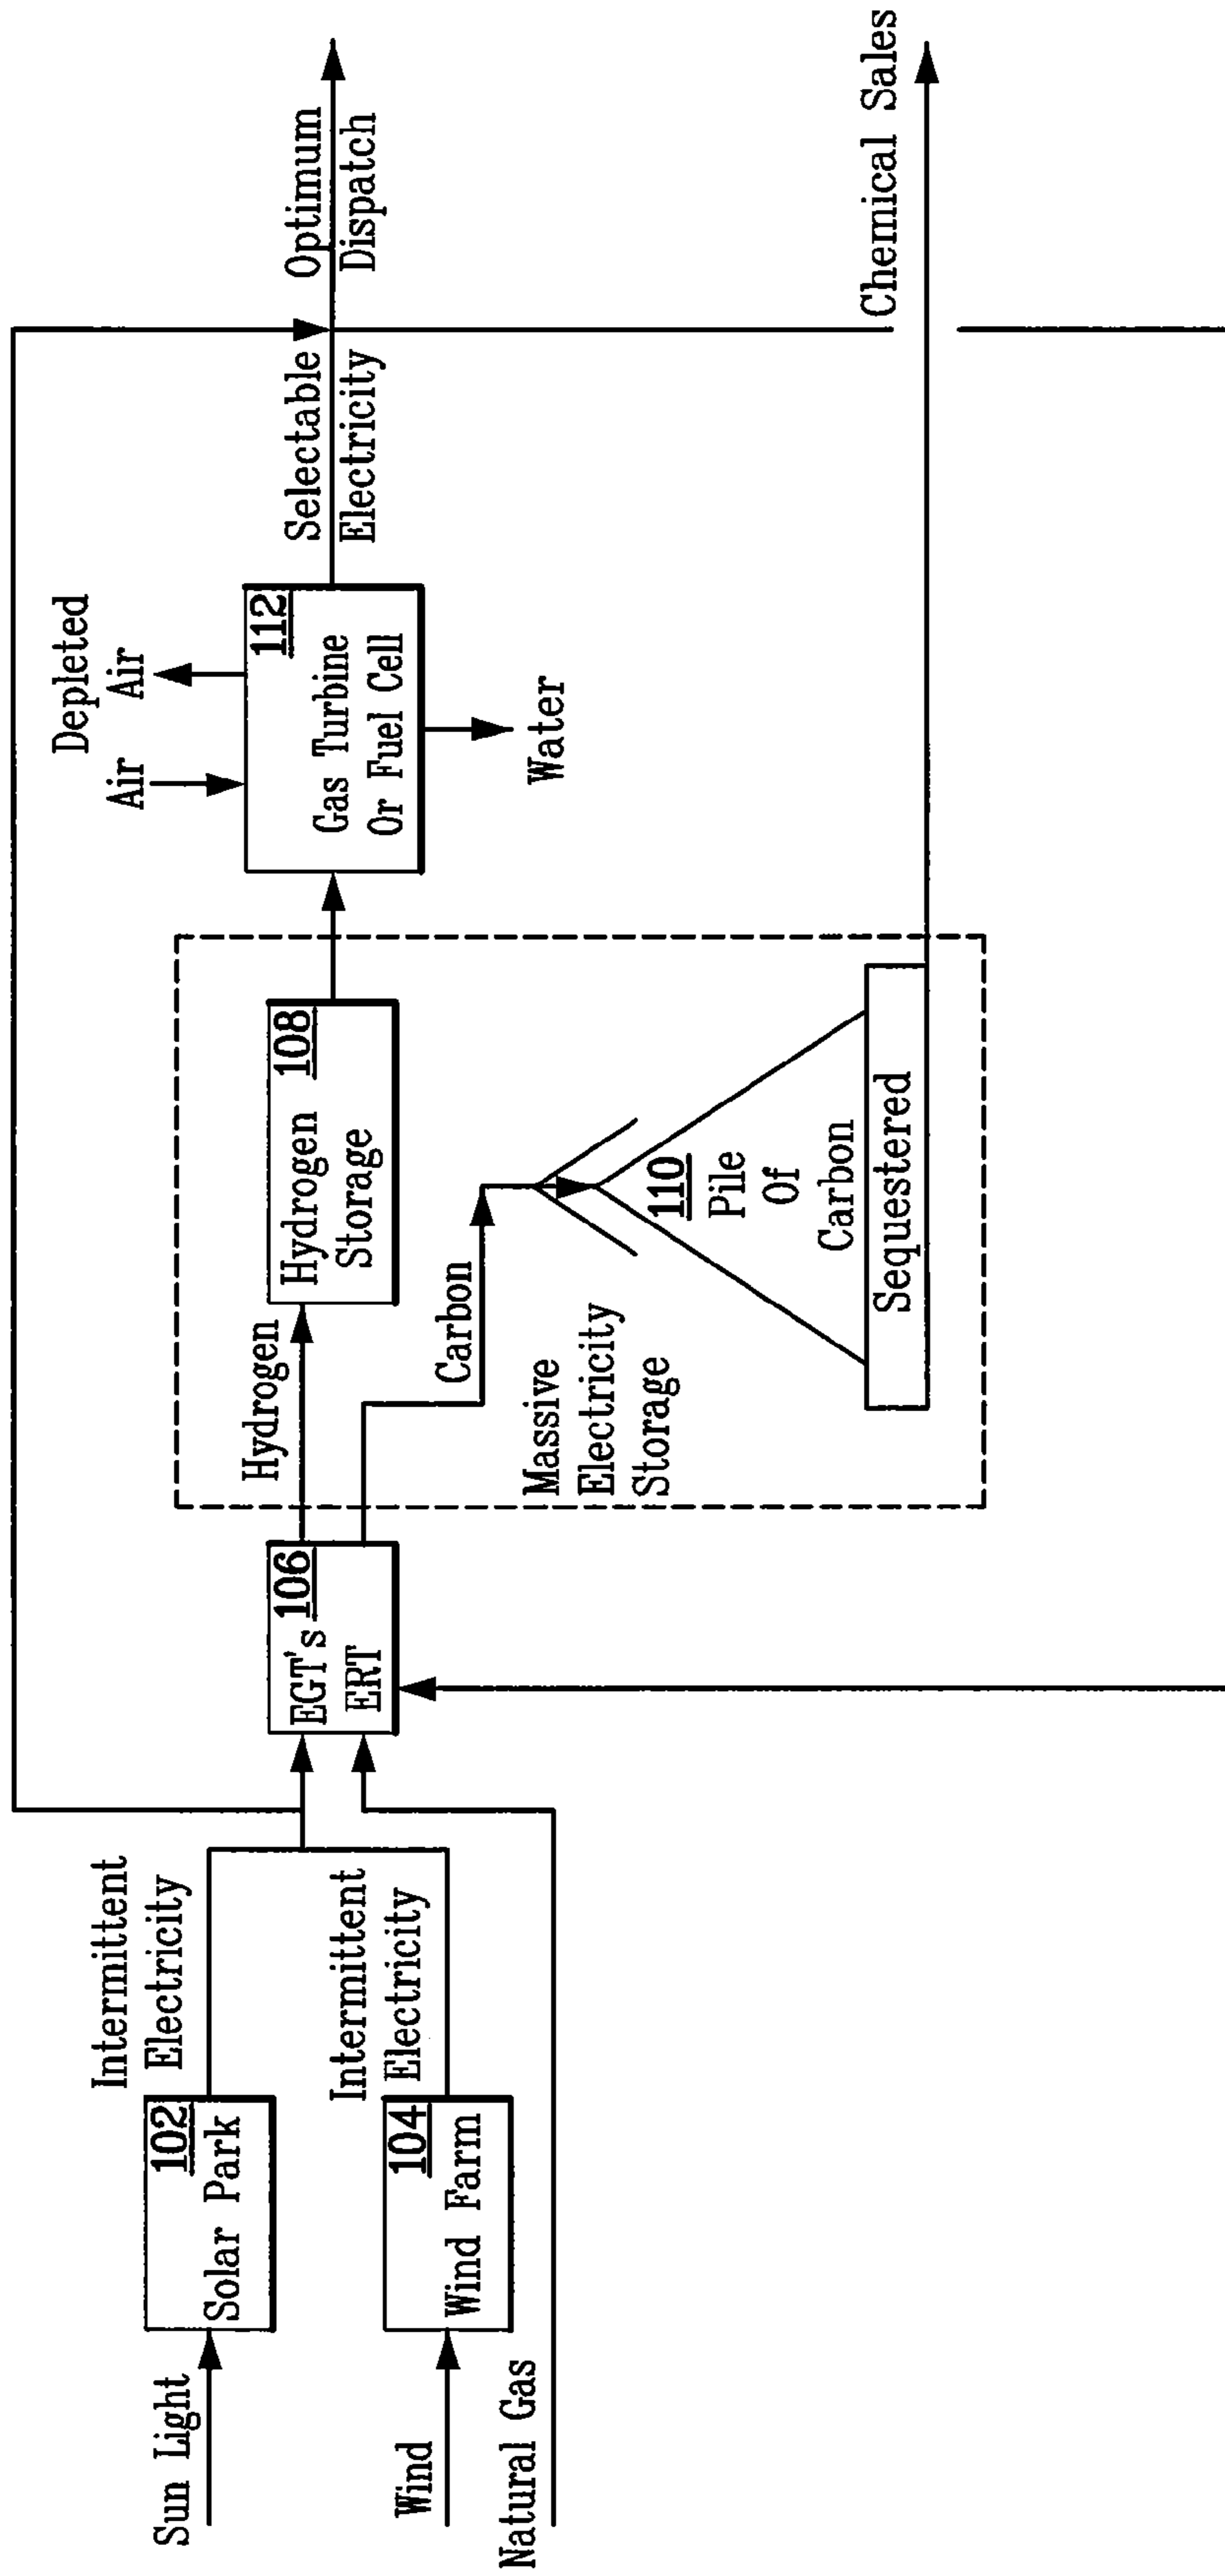 Sun Light
102
Solar Park
Intermittent
Electricity
Wind
104
Wind Farm
Intermittent
Electricity
Natural Gas
106
EGT's
ERT
Hydrogen
108
Hydrogen
Storage
Carbon
Massive
Electricity
Storage
110
Pile
Of
Carbon
Sequestered
Air
Depleted
Air
112
Gas Turbine
Or Fuel Cell
Water
Selectable
Electricity
Optimum
Dispatch
Chemical Sales